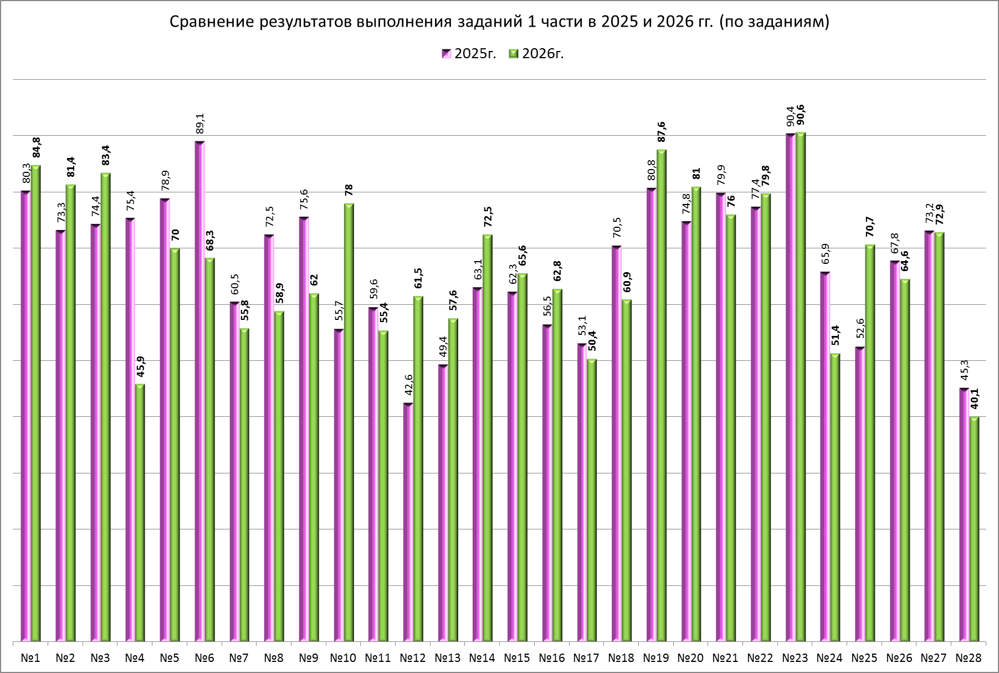 Сравнение результатов выполнения заданий 1 части в 2025 и 2026 гг. (по заданиям)
2025г. 2026г.
80,3 84,8 73,3 81,4 74,4 83,4 75,4 45,9 78,9 70 89,1 68,3 60,5 55,8 72,5 58,9 75,6 62 55,7 78 59,6 55,4 42,6 61,5 49,4 57,6 63,1 72,5 62,3 65,6 56,5 62,8 53,1 50,4 70,5 60,9 80,8 87,6 74,8 81 79,9 76 77,4 79,8 90,4 90,6 65,9 51,4 52,6 70,7 67,8 64,6 73,2 72,9 45,3 40,1
№1 №2 №3 №4 №5 №6 №7 №8 №9 №10 №11 №12 №13 №14 №15 №16 №17 №18 №19 №20 №21 №22 №23 №24 №25 №26 №27 №28